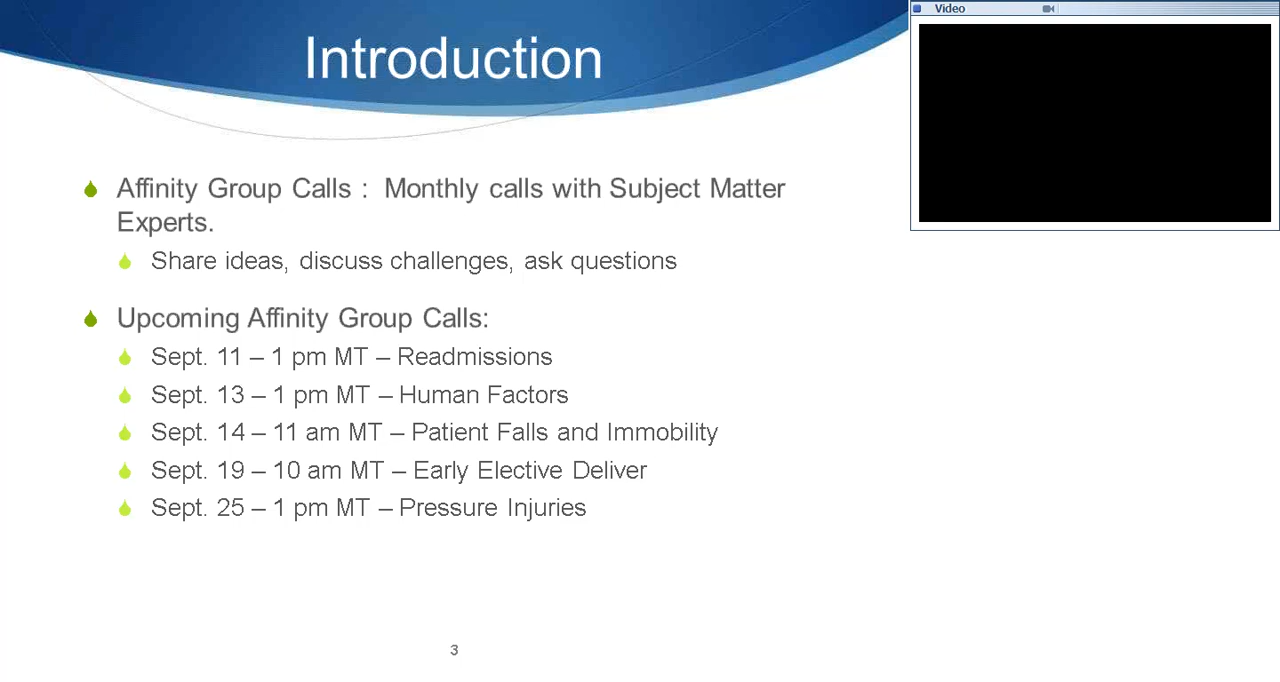 Introduction
Video
Affinity Group Calls :  Monthly calls with Subject Matter
Experts.
Share ideas, discuss challenges, ask questions
Upcoming Affinity Group Calls:
Sept. 11 – 1 pm MT – Readmissions
Sept. 13 – 1 pm MT – Human Factors
Sept. 14 – 11 am MT – Patient Falls and Immobility
Sept. 19 – 10 am MT – Early Elective Deliver
Sept. 25 – 1 pm MT – Pressure Injuries
3